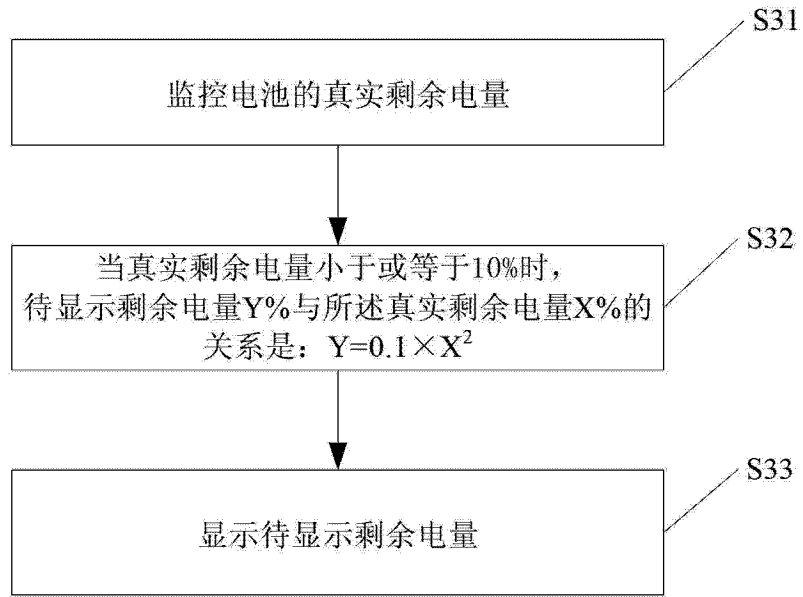 S31
监控电池的真实剩余电量
S32
当真实剩余电量小于或等于10%时，
待显示剩余电量Y%与所述真实剩余电量X%的
关系是：Y=0.1×X²
S33
显示待显示剩余电量